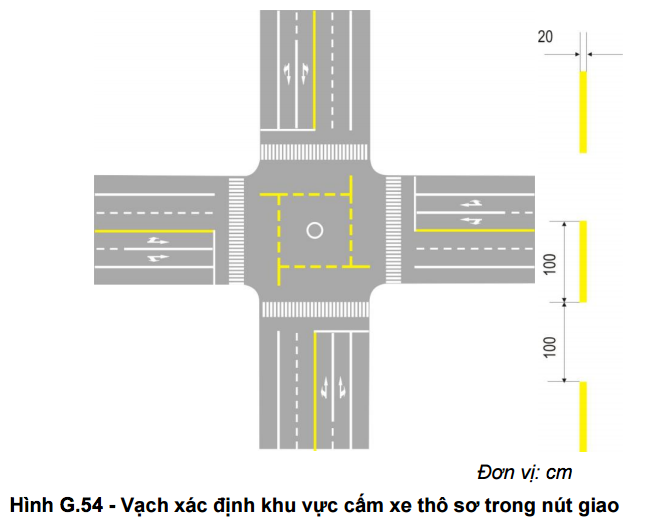 20
100
100
Đơn vị: cm
Hình G.54 - Vạch xác định khu vực cấm xe thô sơ trong nút giao